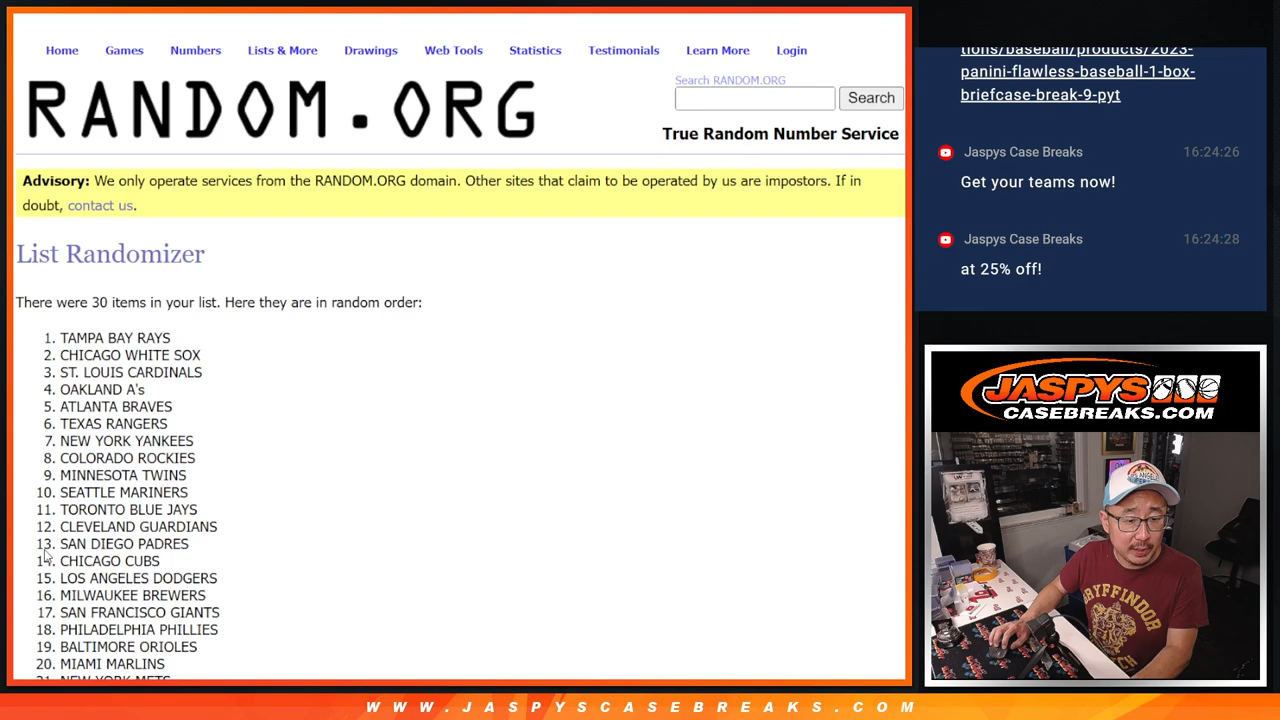 Home Games Numbers Lists & More Drawings Web Tools Statistics Testimonials Learn More Login
RANDOM.ORG
Search RANDOM.ORG
Search
True Random Number Service
Advisory: We only operate services from the RANDOM.ORG domain. Other sites that claim to be operated by us are impostors. If in
doubt, contact us.
List Randomizer
There were 30 items in your list. Here they are in random order:
1. TAMPA BAY RAYS
2. CHICAGO WHITE SOX
3. ST. LOUIS CARDINALS
4. OAKLAND A's
5. ATLANTA BRAVES
6. TEXAS RANGERS
7. NEW YORK YANKEES
8. COLORADO ROCKIES
9. MINNESOTA TWINS
10. SEATTLE MARINERS
11. TORONTO BLUE JAYS
12. CLEVELAND GUARDIANS
13. SAN DIEGO PADRES
14. CHICAGO CUBS
15. LOS ANGELES DODGERS
16. MILWAUKEE BREWERS
17. SAN FRANCISCO GIANTS
18. PHILADELPHIA PHILLIES
19. BALTIMORE ORIOLES
20. MIAMI MARLINS
21. NEW YORK METS
tions/baseball/products/2023-
panini-flawless-baseball-1-box-
briefcase-break-9-pyt
Jaspys Case Breaks 16:24:26
Get your teams now!
Jaspys Case Breaks 16:24:28
at 25% off!
JASPYS
CASEBREAKS.COM
GRYFFINDOR
WWW.JASPYSCASEBREAKS.COM